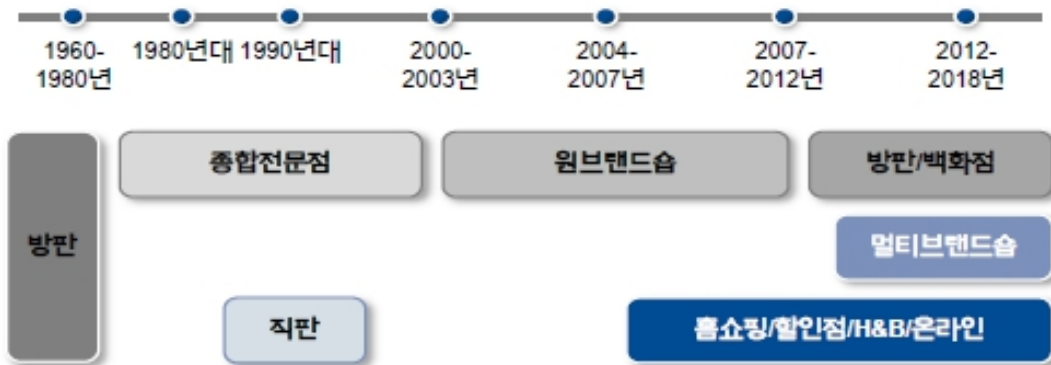 1960-
1980년
1980년대
1990년대
2000-
2003년
2004-
2007년
2007-
2012년
2012-
2018년
종합전문점
원브랜드숍
방판/백화점
방판
멀티브랜드숍
직판
홈쇼핑/할인점/H&B/온라인